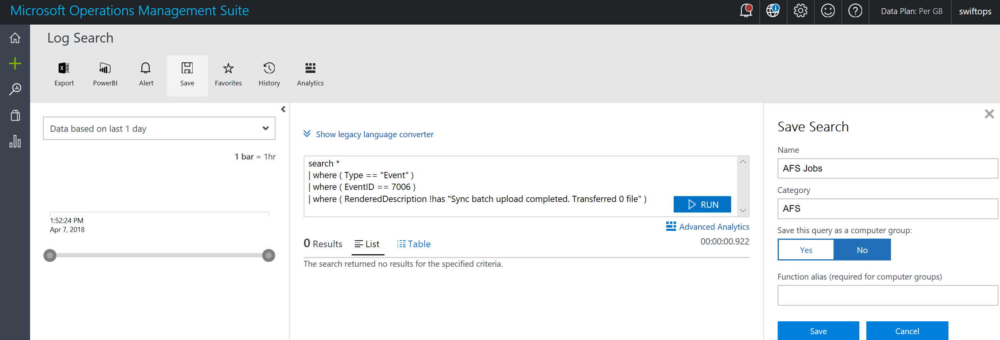 Microsoft Operations Management Suite
Data Plan: Per GB
swiftops
Log Search
Export
PowerBI
Alert
Save
Favorites
History
Analytics
Data based on last 1 day
1 bar = 1hr
1:52:24 PM
Apr 7, 2018
Show legacy language converter
search *
| where ( Type == "Event" )
| where ( EventID == 7006 )
| where ( RenderedDescription !has "Sync batch upload completed. Transferred 0 file" )
RUN
Advanced Analytics
0 Results
List
Table
00:00:00.922
The search returned no results for the specified criteria.
Save Search
Name
AFS Jobs
Category
AFS
Save this query as a computer group:
Yes
No
Function alias (required for computer groups)
Save
Cancel